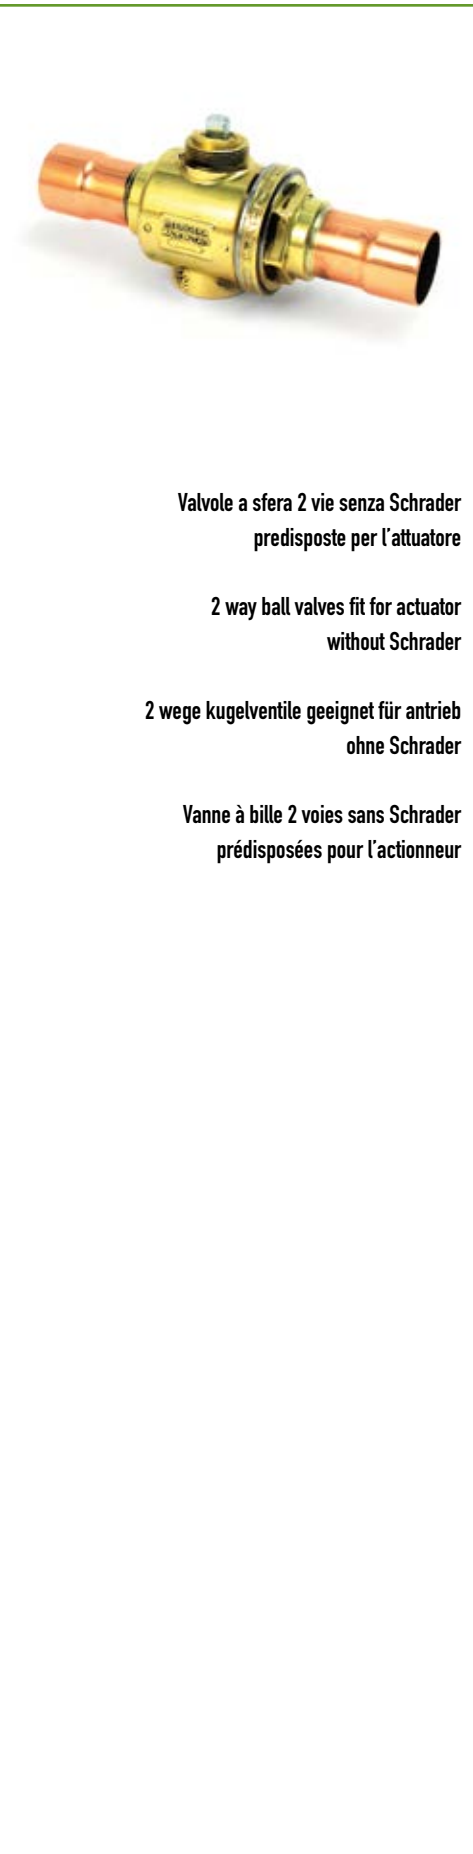 Valvole a sfera 2 vie senza Schrader
predisposte per l’attuatore
2 way ball valves fit for actuator
without Schrader
2 wege kugelventile geeignet für antrieb
ohne Schrader
Vanne à bille 2 voies sans Schrader
prédisposées pour l’actionneur